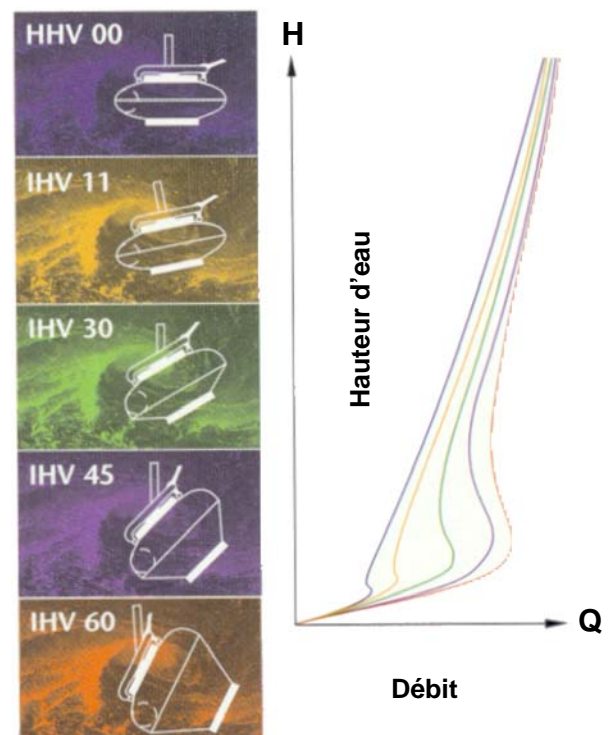 HHV 00
IHV 11
IHV 30
IHV 45
IHV 60
H
Hauteur d'eau
Q
Débit